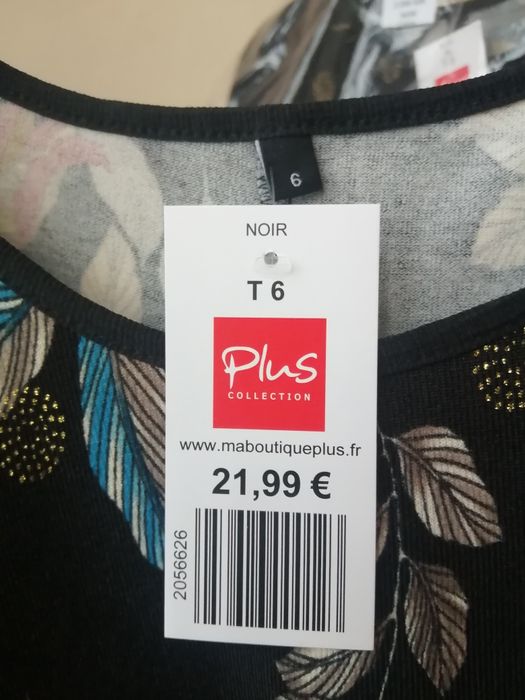 6
NOIR
T 6
Plus
COLLECTION
www.maboutiqueplus.fr
21,99 €
2056626